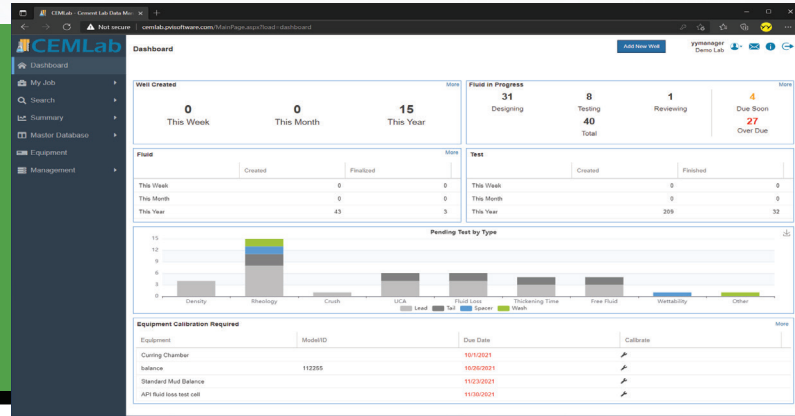 CEMLab - Cement Lab Data Man
Not secure | cemlab.pvisoftware.com/MainPage.aspx?load=dashboard
CEMLab
Dashboard
Add New Well
yymanager
Demo Lab
Dashboard
My Job
Search
Summary
Master Database
Equipment
Management
Well Created
More
0
This Week
0
This Month
15
This Year
Fluid in Progress
More
31
Designing
8
Testing
1
Reviewing
4
Due Soon
40
Total
27
Over Due
Fluid
More
Created Finalized
This Week 0 0
This Month 0 0
This Year 43 3
Test
Created Finished
This Week 0 0
This Month 0 0
This Year 209 32
Pending Test by Type
15
12
9
6
3
0
Density Rheology Crush UCA Fluid Loss Thickening Time Free Fluid Wettability Other
Lead Tail Spacer Wash
Equipment Calibration Required
More
Equipment Model/ID Due Date Calibrate
Curring Chamber 10/1/2021
balance 112255 10/26/2021
Standard Mud Balance 11/23/2021
API fluid loss test cell 11/30/2021